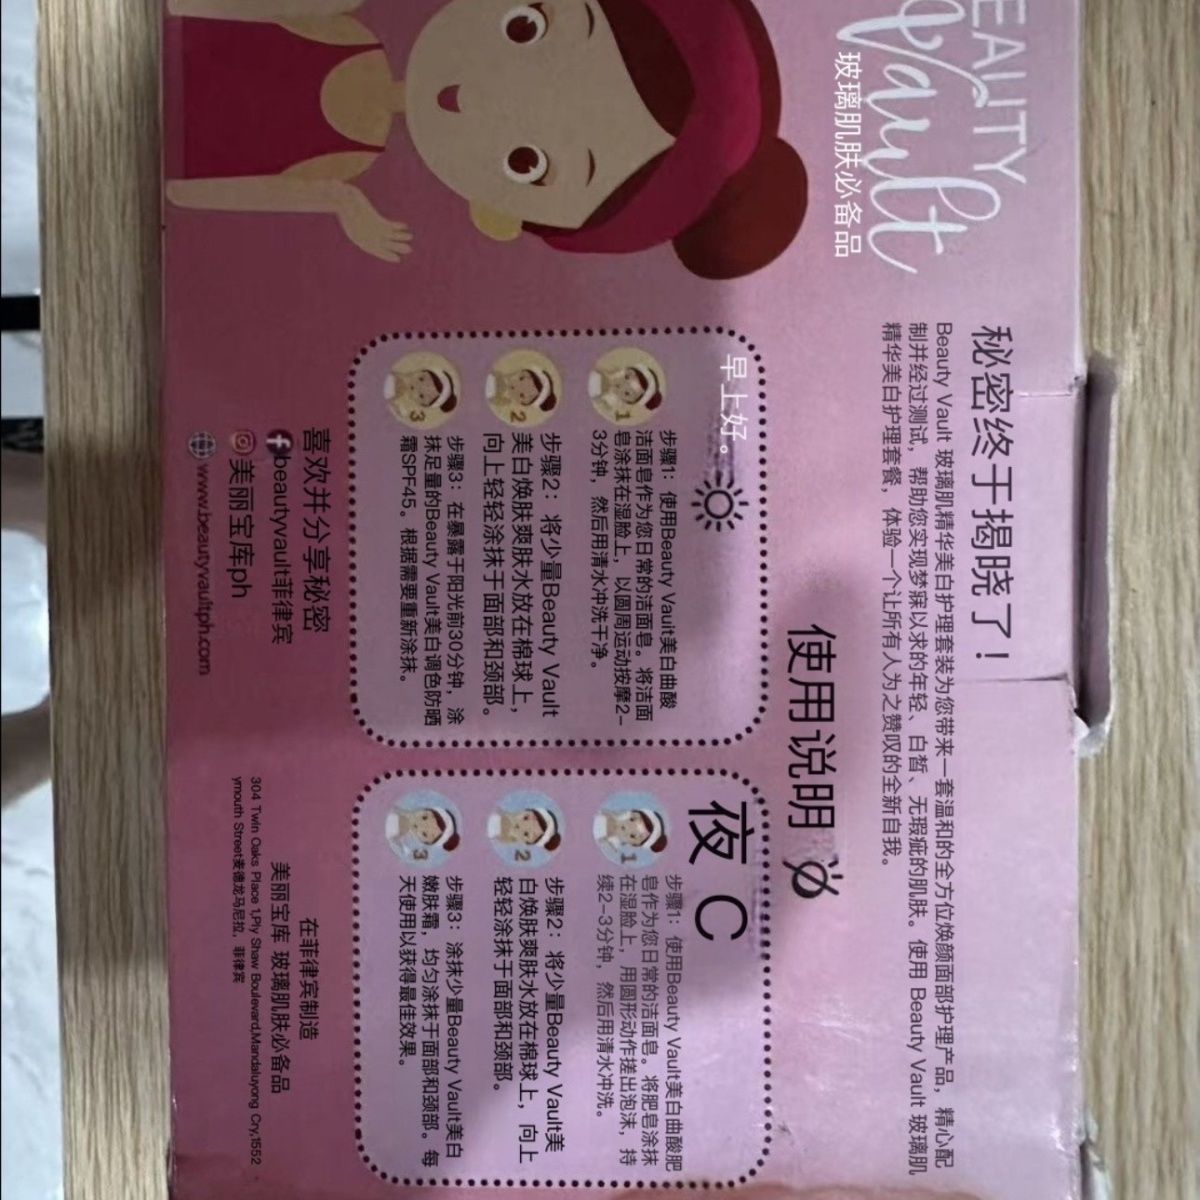 BEAUTY
Vault
玻璃肌肤必备品
秘密终于揭晓了！
Beauty Vault 玻璃肌精华美白护理套装为您带来一套温和的全方位焕颜面部护理产品，精心配
制并经过测试，帮助您实现梦寐以求的年轻、白皙、无瑕疵的肌肤。使用 Beauty Vault 玻璃肌
精华美白护理套餐，体验一个让所有人为之赞叹的全新自我。
使用说明
早上好。
1
步骤1：使用Beauty Vault美白曲酸
洁面皂作为您日常的洁面皂。将洁面
皂涂抹在湿脸上，以圆周运动按摩2-
3分钟，然后用清水冲洗干净。
2
步骤2：将少量Beauty Vault
美白焕肤爽肤水放在棉球上，
向上轻轻涂抹于面部和颈部。
3
步骤3：在暴露于阳光前30分钟，涂
抹足量的Beauty Vault美白调色防晒
霜SPF45。根据需要重新涂抹。
夜 C
1
步骤1：使用Beauty Vault美白曲酸肥
皂作为您日常的洁面皂。将肥皂涂抹
在湿脸上，用圆形动作搓出泡沫，持
续2-3分钟，然后用清水冲洗。
2
步骤2：将少量Beauty Vault美
白焕肤爽肤水放在棉球上，向上
轻轻涂抹于面部和颈部。
3
步骤3：涂抹少量Beauty Vault美白
嫩肤霜，均匀涂抹于面部和颈部。每
天使用以获得最佳效果。
喜欢并分享秘密
beautyvault菲律宾
美丽宝库ph
www.beautyvaultph.com
在菲律宾制造
美丽宝库 玻璃肌肤必备品
304 Twin Oaks Place 1,Ply Shaw Boulevard,Mandaluyong Cry,1552，
ymouth Street麦德龙马尼拉，菲律宾